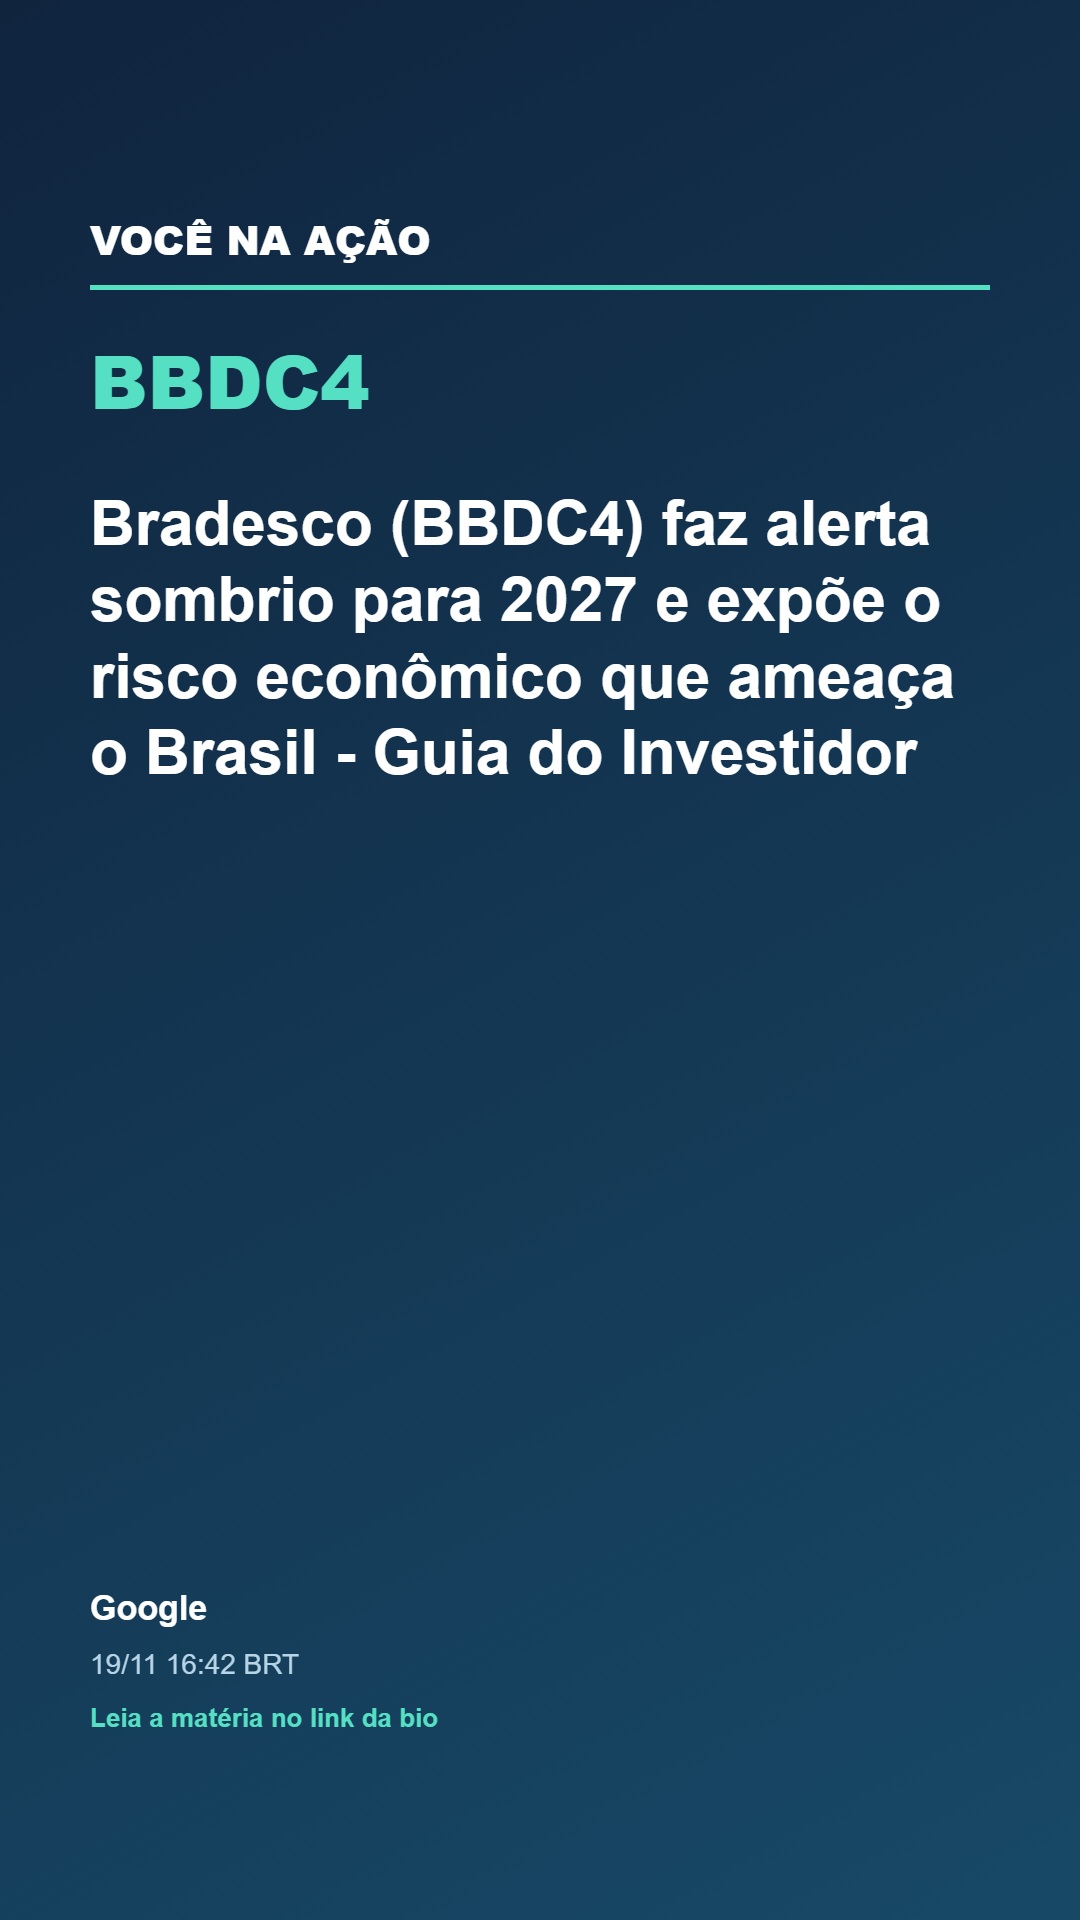 VOCÊ NA AÇÃO
BBDC4
Bradesco (BBDC4) faz alerta
sombrio para 2027 e expõe o
risco econômico que ameaça
o Brasil - Guia do Investidor
Google
19/11 16:42 BRT
Leia a matéria no link da bio